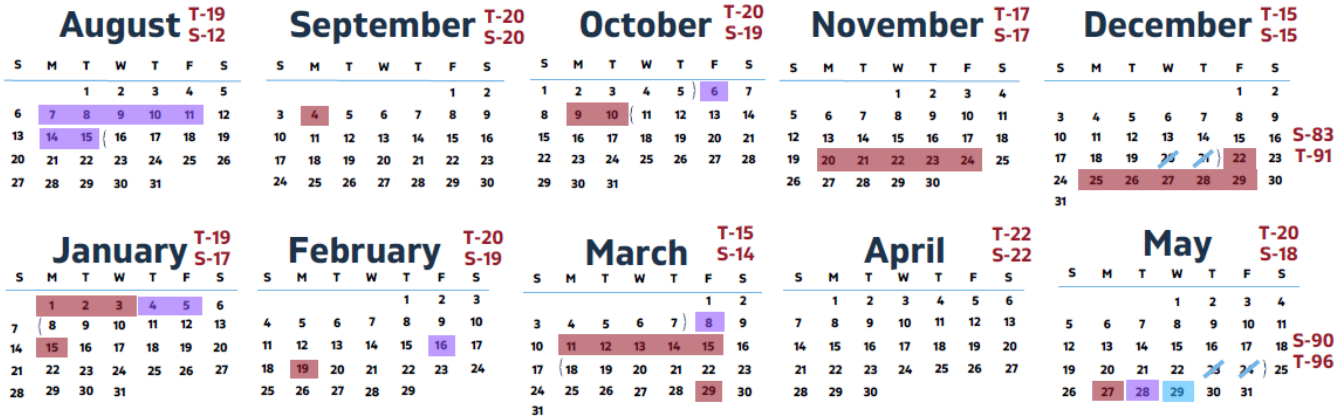 August T-19
S-12
S M T W T F S
1 2 3 4 5
6 7 8 9 10 11 12
13 14 15 ( 16 17 18 19
20 21 22 23 24 25 26
27 28 29 30 31
September T-20
S-20
S M T W T F S
1 2
3 4 5 6 7 8 9
10 11 12 13 14 15 16
17 18 19 20 21 22 23
24 25 26 27 28 29 30
October T-20
S-19
S M T W T F S
1 2 3 4 5 ) 6 7
8 9 10 ( 11 12 13 14
15 16 17 18 19 20 21
22 23 24 25 26 27 28
29 30 31
November T-17
S-17
S M T W T F S
1 2 3 4
5 6 7 8 9 10 11
12 13 14 15 16 17 18
19 20 21 22 23 24 25
26 27 28 29 30
December T-15
S-15
S M T W T F S
1 2
3 4 5 6 7 8 9
10 11 12 13 14 15 16
17 18 19 20 21 ) 22 23
24 25 26 27 28 29 30
31
S-83
T-91
January T-19
S-17
S M T W T F S
1 2 3 4 5 6
7 ( 8 9 10 11 12 13
14 15 16 17 18 19 20
21 22 23 24 25 26 27
28 29 30 31
February T-20
S-19
S M T W T F S
1 2 3
4 5 6 7 8 9 10
11 12 13 14 15 16 17
18 19 20 21 22 23 24
25 26 27 28 29
March T-15
S-14
S M T W T F S
1 2
3 4 5 6 7 ) 8 9
10 11 12 13 14 15 16
17 ( 18 19 20 21 22 23
24 25 26 27 28 29 30
31
April T-22
S-22
S M T W T F S
1 2 3 4 5 6
7 8 9 10 11 12 13
14 15 16 17 18 19 20
21 22 23 24 25 26 27
28 29 30
May T-20
S-18
S M T W T F S
1 2 3 4
5 6 7 8 9 10 11
12 13 14 15 16 17 18
19 20 21 22 23 24 ) 25
26 27 28 29 30 31
S-90
T-96